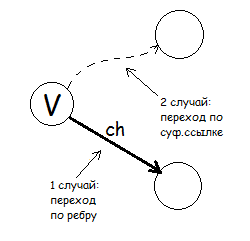 V
2 случай:
переход по
суф.ссылке
ch
1 случай:
переход
по ребру